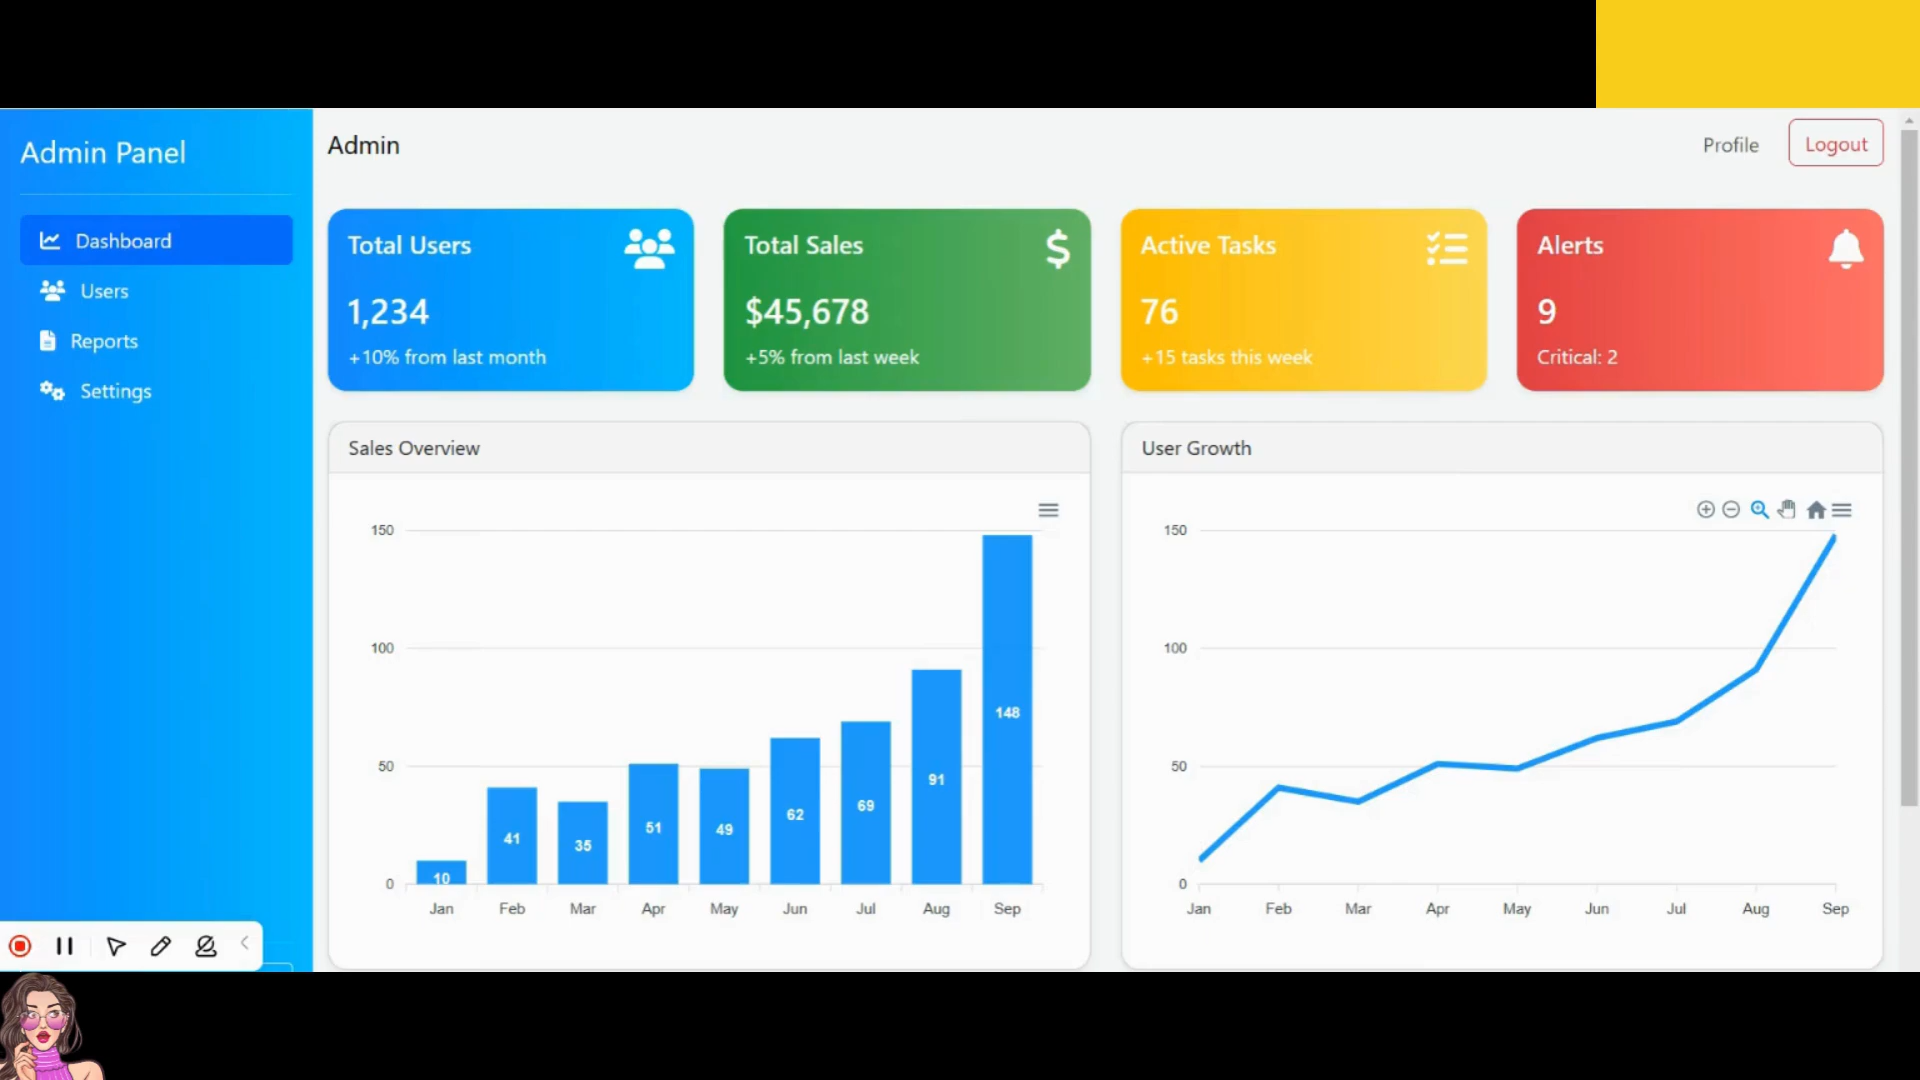 Admin Panel
Dashboard
Users
Reports
Settings
Admin
Profile
Logout
Total Users
1,234
+10% from last month
Total Sales
$45,678
+5% from last week
Active Tasks
76
+15 tasks this week
Alerts
9
Critical: 2
Sales Overview
150
100
50
0
10
41
35
51
49
62
69
91
148
Jan Feb Mar Apr May Jun Jul Aug Sep
User Growth
150
100
50
0
Jan Feb Mar Apr May Jun Jul Aug Sep